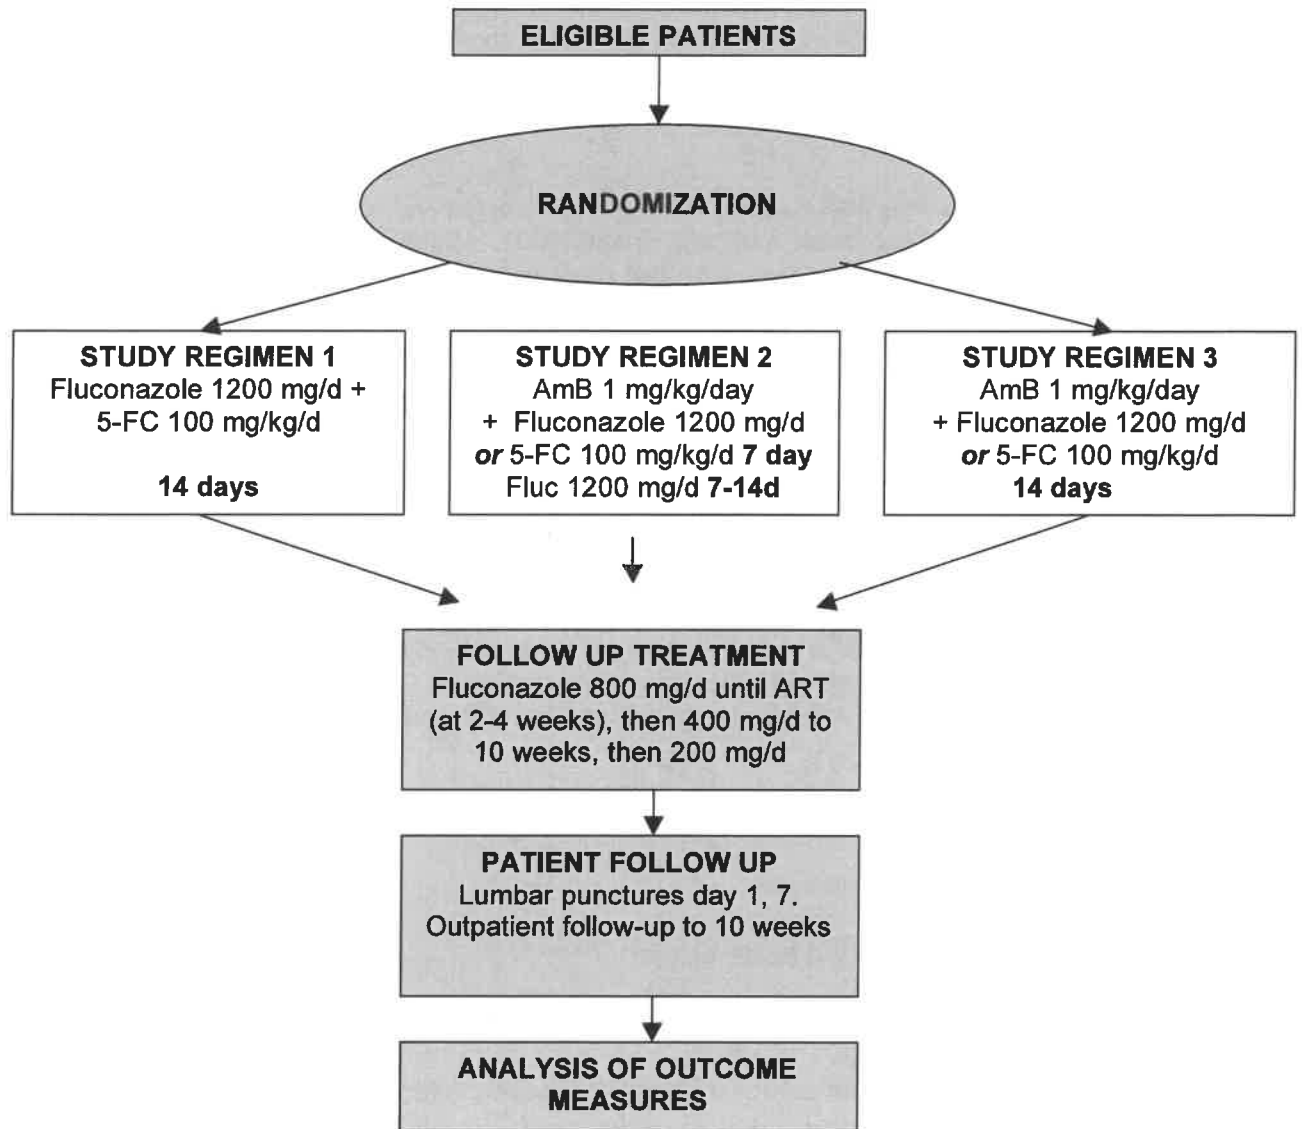 ELIGIBLE PATIENTS
RANDOMIZATION
STUDY REGIMEN 1
Fluconazole 1200 mg/d +
5-FC 100 mg/kg/d
14 days
STUDY REGIMEN 2
AmB 1 mg/kg/day
+ Fluconazole 1200 mg/d
or 5-FC 100 mg/kg/d 7 day
Fluc 1200 mg/d 7-14d
STUDY REGIMEN 3
AmB 1 mg/kg/day
+ Fluconazole 1200 mg/d
or 5-FC 100 mg/kg/d
14 days
FOLLOW UP TREATMENT
Fluconazole 800 mg/d until ART
(at 2-4 weeks), then 400 mg/d to
10 weeks, then 200 mg/d
PATIENT FOLLOW UP
Lumbar punctures day 1, 7.
Outpatient follow-up to 10 weeks
ANALYSIS OF OUTCOME
MEASURES